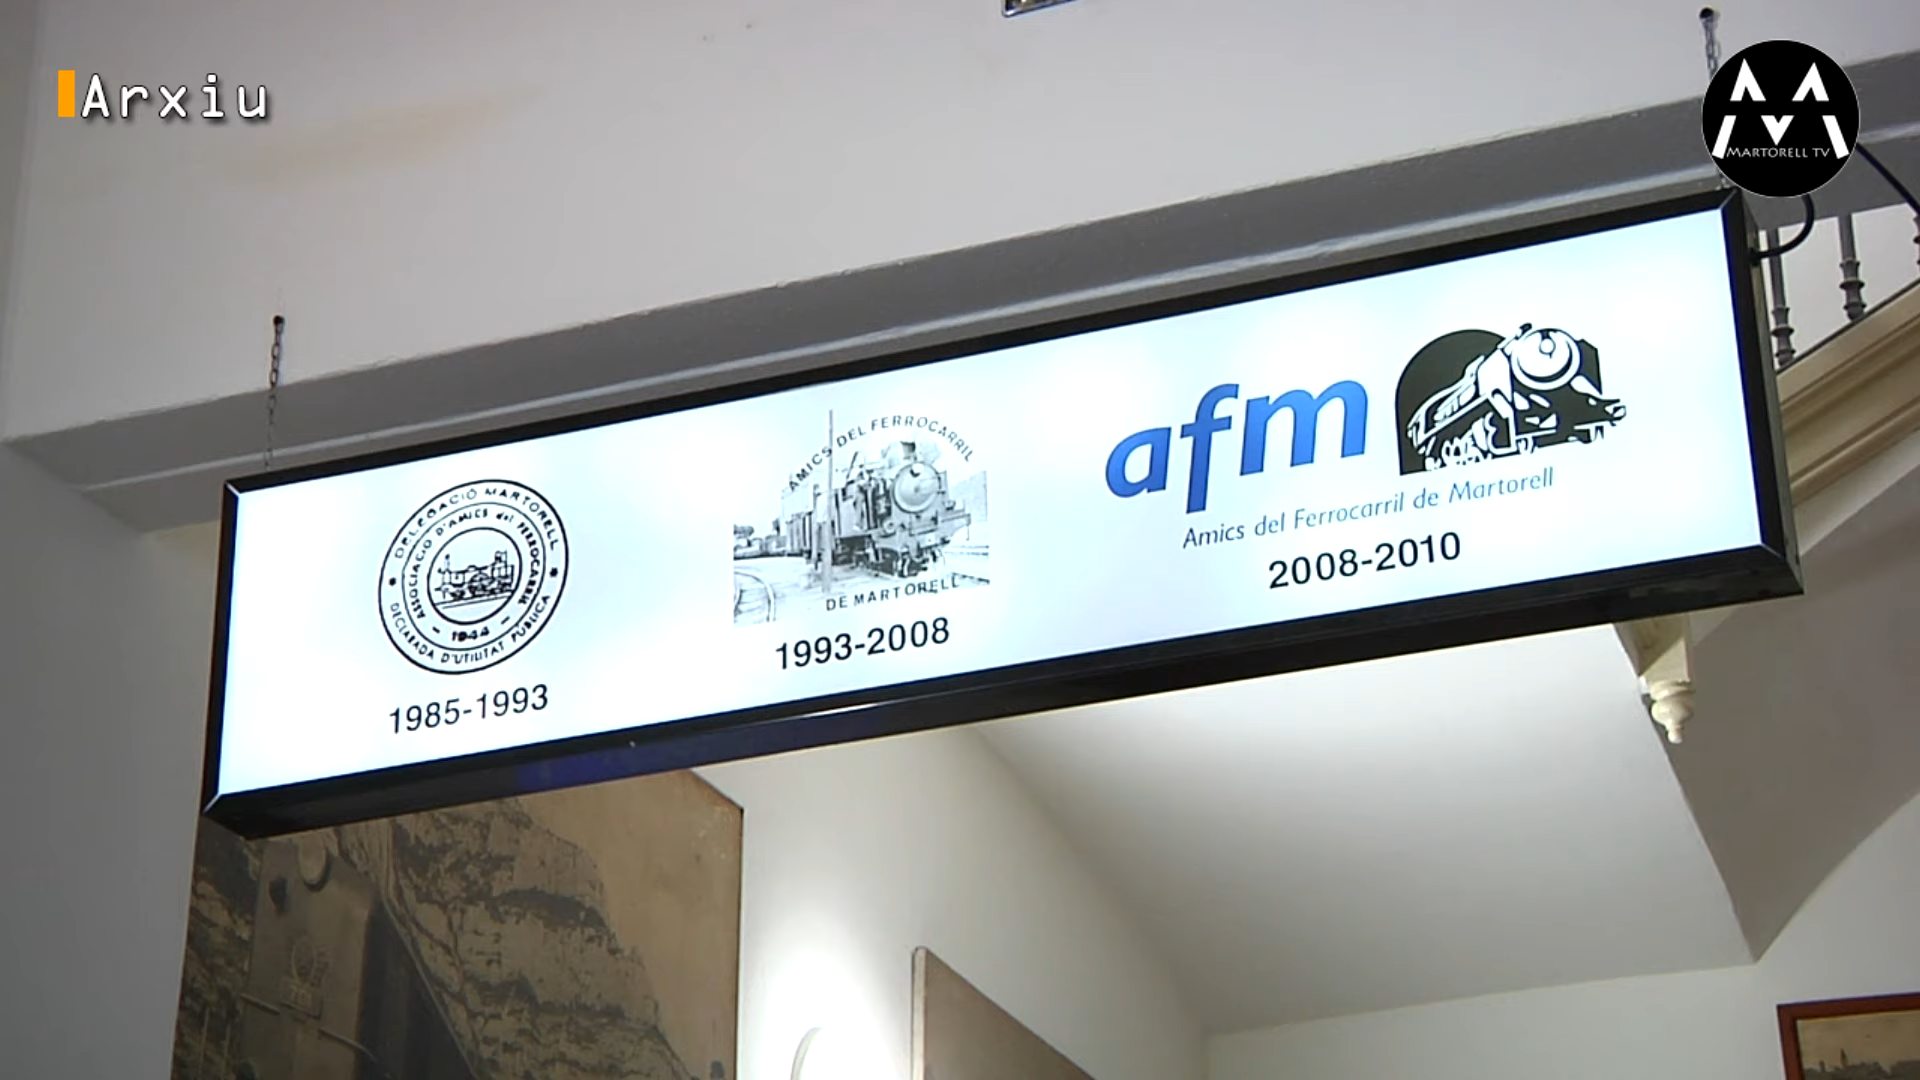 Arxiu
MARTORELL TV
DELEGACIÓ MARTORELL
ASSOCIACIÓ D'AMICS del FERROCARRIL
1944
DECLARADA D'UTILITAT PÚBLICA
1985-1993
AMICS DEL FERROCARRIL
DE MARTORELL
1993-2008
afm
Amics del Ferrocarril de Martorell
2008-2010